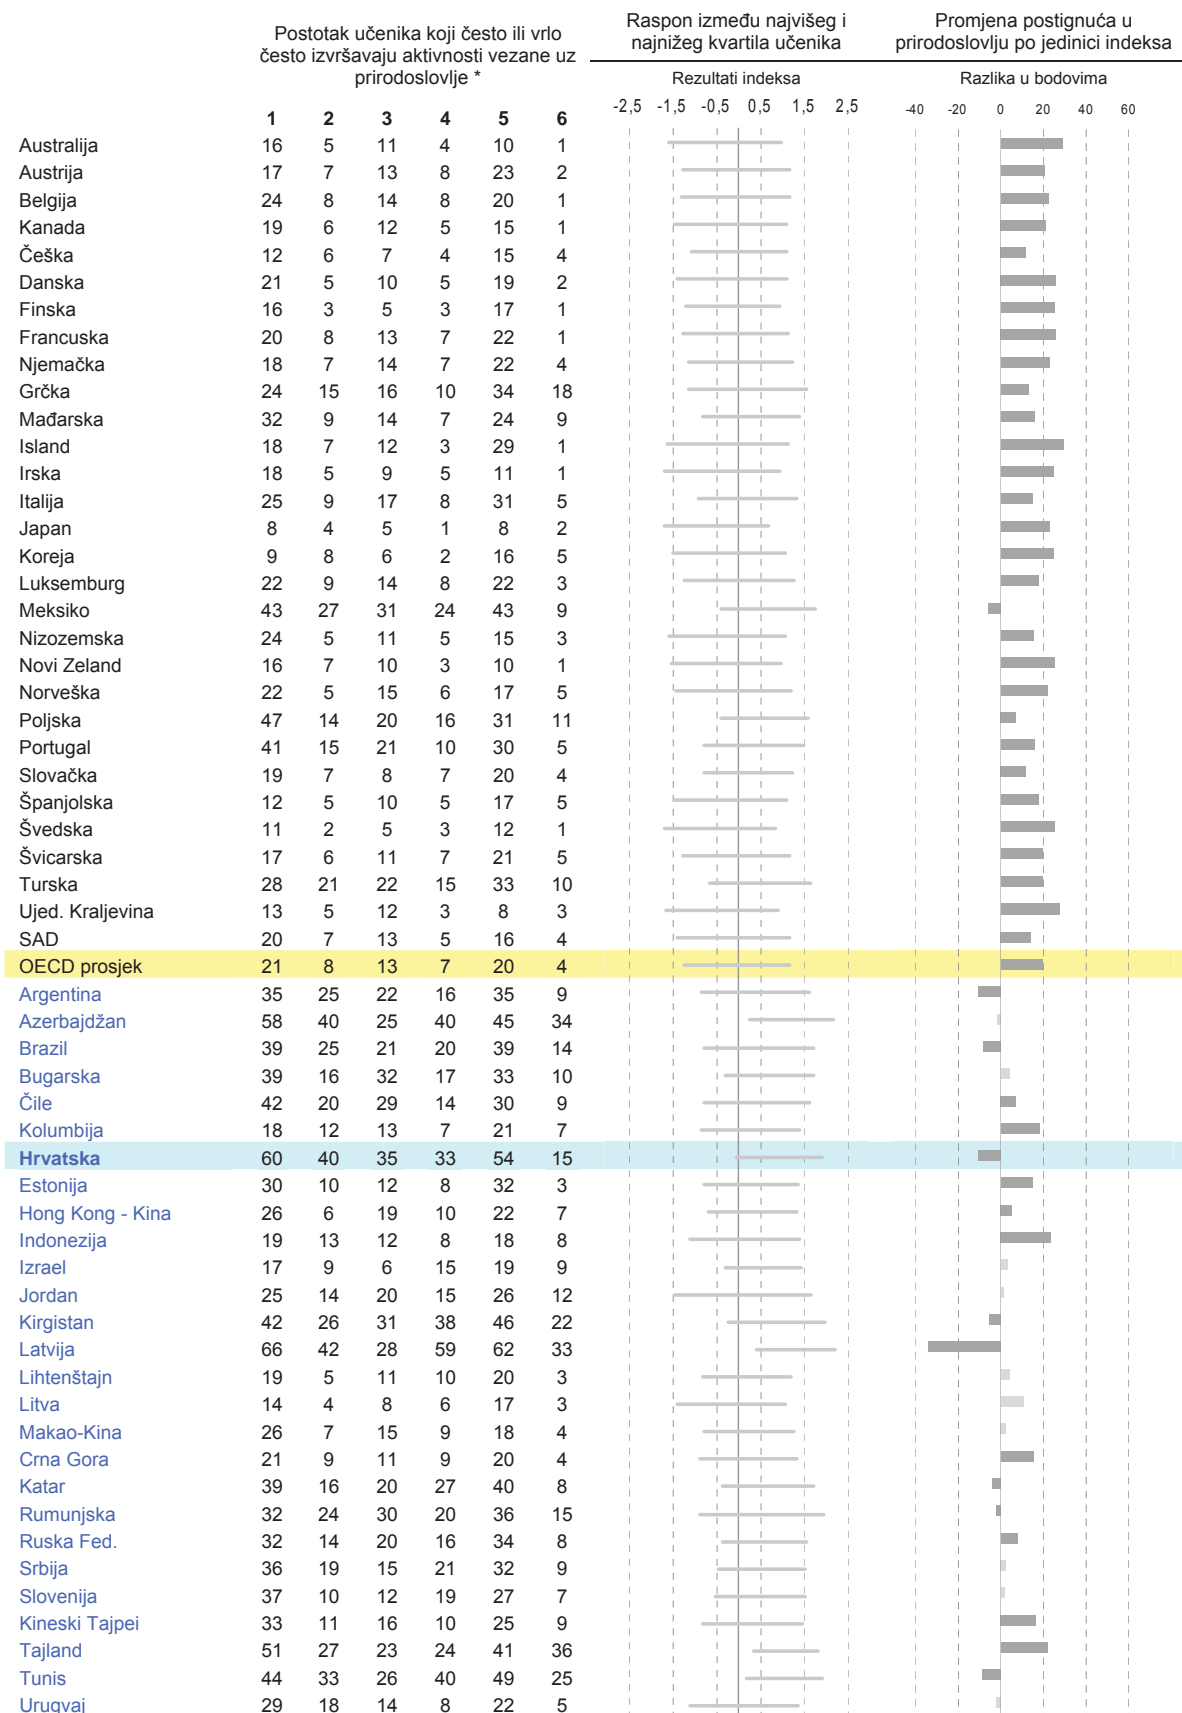 Postotak učenika koji često ili vrlo
često izvršavaju aktivnosti vezane uz
prirodoslovlje *
Raspon između najvišeg i
najnižeg kvartila učenika
Promjena postignuća u
prirodoslovlju po jedinici indeksa
Rezultati indeksa
Razlika u bodovima
1 2 3 4 5 6
-2,5 -1,5 -0,5 0,5 1,5 2,5
-40 -20 0 20 40 60
Australija 16 5 11 4 10 1
Austrija 17 7 13 8 23 2
Belgija 24 8 14 8 20 1
Kanada 19 6 12 5 15 1
Češka 12 6 7 4 15 4
Danska 21 5 10 5 19 2
Finska 16 3 5 3 17 1
Francuska 20 8 13 7 22 1
Njemačka 18 7 14 7 22 4
Grčka 24 15 16 10 34 18
Mađarska 32 9 14 7 24 9
Island 18 7 12 3 29 1
Irska 18 5 9 5 11 1
Italija 25 9 17 8 31 5
Japan 8 4 5 1 8 2
Koreja 9 8 6 2 16 5
Luksemburg 22 9 14 8 22 3
Meksiko 43 27 31 24 43 9
Nizozemska 24 5 11 5 15 3
Novi Zeland 16 7 10 3 10 1
Norveška 22 5 15 6 17 5
Poljska 47 14 20 16 31 11
Portugal 41 15 21 10 30 5
Slovačka 19 7 8 7 20 4
Španjolska 12 5 10 5 17 5
Švedska 11 2 5 3 12 1
Švicarska 17 6 11 7 21 5
Turska 28 21 22 15 33 10
Ujed. Kraljevina 13 5 12 3 8 3
SAD 20 7 13 5 16 4
OECD prosjek 21 8 13 7 20 4
Argentina 35 25 22 16 35 9
Azerbajdžan 58 40 25 40 45 34
Brazil 39 25 21 20 39 14
Bugarska 39 16 32 17 33 10
Čile 42 20 29 14 30 9
Kolumbija 18 12 13 7 21 7
Hrvatska 60 40 35 33 54 15
Estonija 30 10 12 8 32 3
Hong Kong - Kina 26 6 19 10 22 7
Indonezija 19 13 12 8 18 8
Izrael 17 9 6 15 19 9
Jordan 25 14 20 15 26 12
Kirgistan 42 26 31 38 46 22
Latvija 66 42 28 59 62 33
Lihtenštajn 19 5 11 10 20 3
Litva 14 4 8 6 17 3
Makao-Kina 26 7 15 9 18 4
Crna Gora 21 9 11 9 20 4
Katar 39 16 20 27 40 8
Rumunjska 32 24 30 20 36 15
Ruska Fed. 32 14 20 16 34 8
Srbija 36 19 15 21 32 9
Slovenija 37 10 12 19 27 7
Kineski Tajpei 33 11 16 10 25 9
Tajland 51 27 23 24 41 36
Tunis 44 33 26 40 49 25
Urugvaj 29 18 14 8 22 5